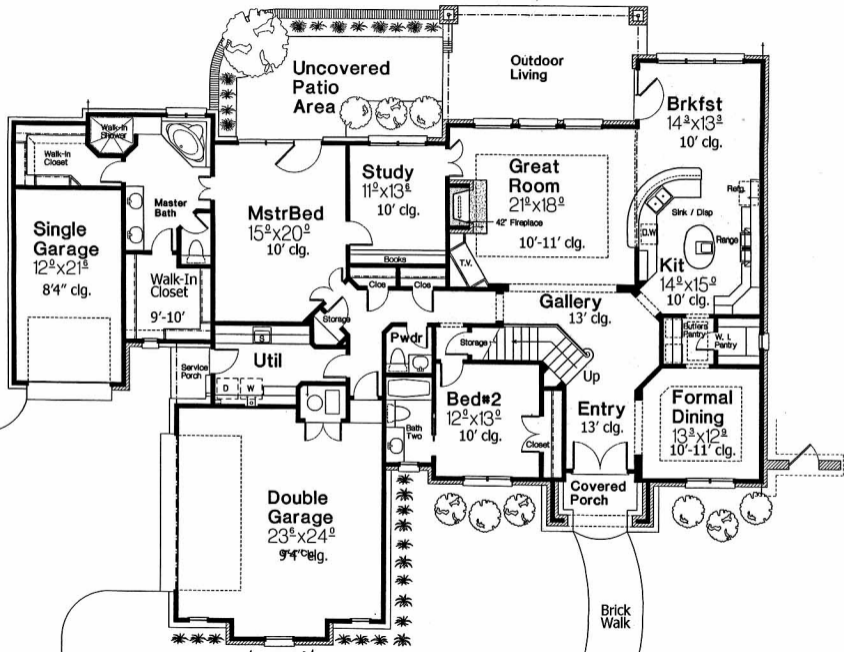 Outdoor
Living
Uncovered
Patio
Area
Brkfst
14³x13³
10' clg.
Walk-In
Shower
Walk-In
Closet
Study
11⁰x13⁶
10' clg.
Great
Room
21⁰x18⁰
10'-11' clg.
42" Fireplace
T.V.
Refg.
Sink / Disp
D.W
Range
Kit
14⁰x15⁰
10' clg.
Master
Bath
MstrBed
15⁰x20⁰
10' clg.
Single
Garage
12⁰x21⁶
8'4" clg.
Books
Clos
Clos
Walk-In
Closet
9'-10'
Storage
Gallery
13' clg.
Butlers
Pantry
W. I.
Pantry
Service
Porch
Util
S
D
W
Pwdr
Storage
Up
Bed#2
12⁰x13⁰
10' clg.
Closet
Bath
Two
Entry
13' clg.
Formal
Dining
13³x12⁹
10'-11' clg.
Covered
Porch
Double
Garage
23⁶x24⁰
9'4" clg.
Brick
Walk